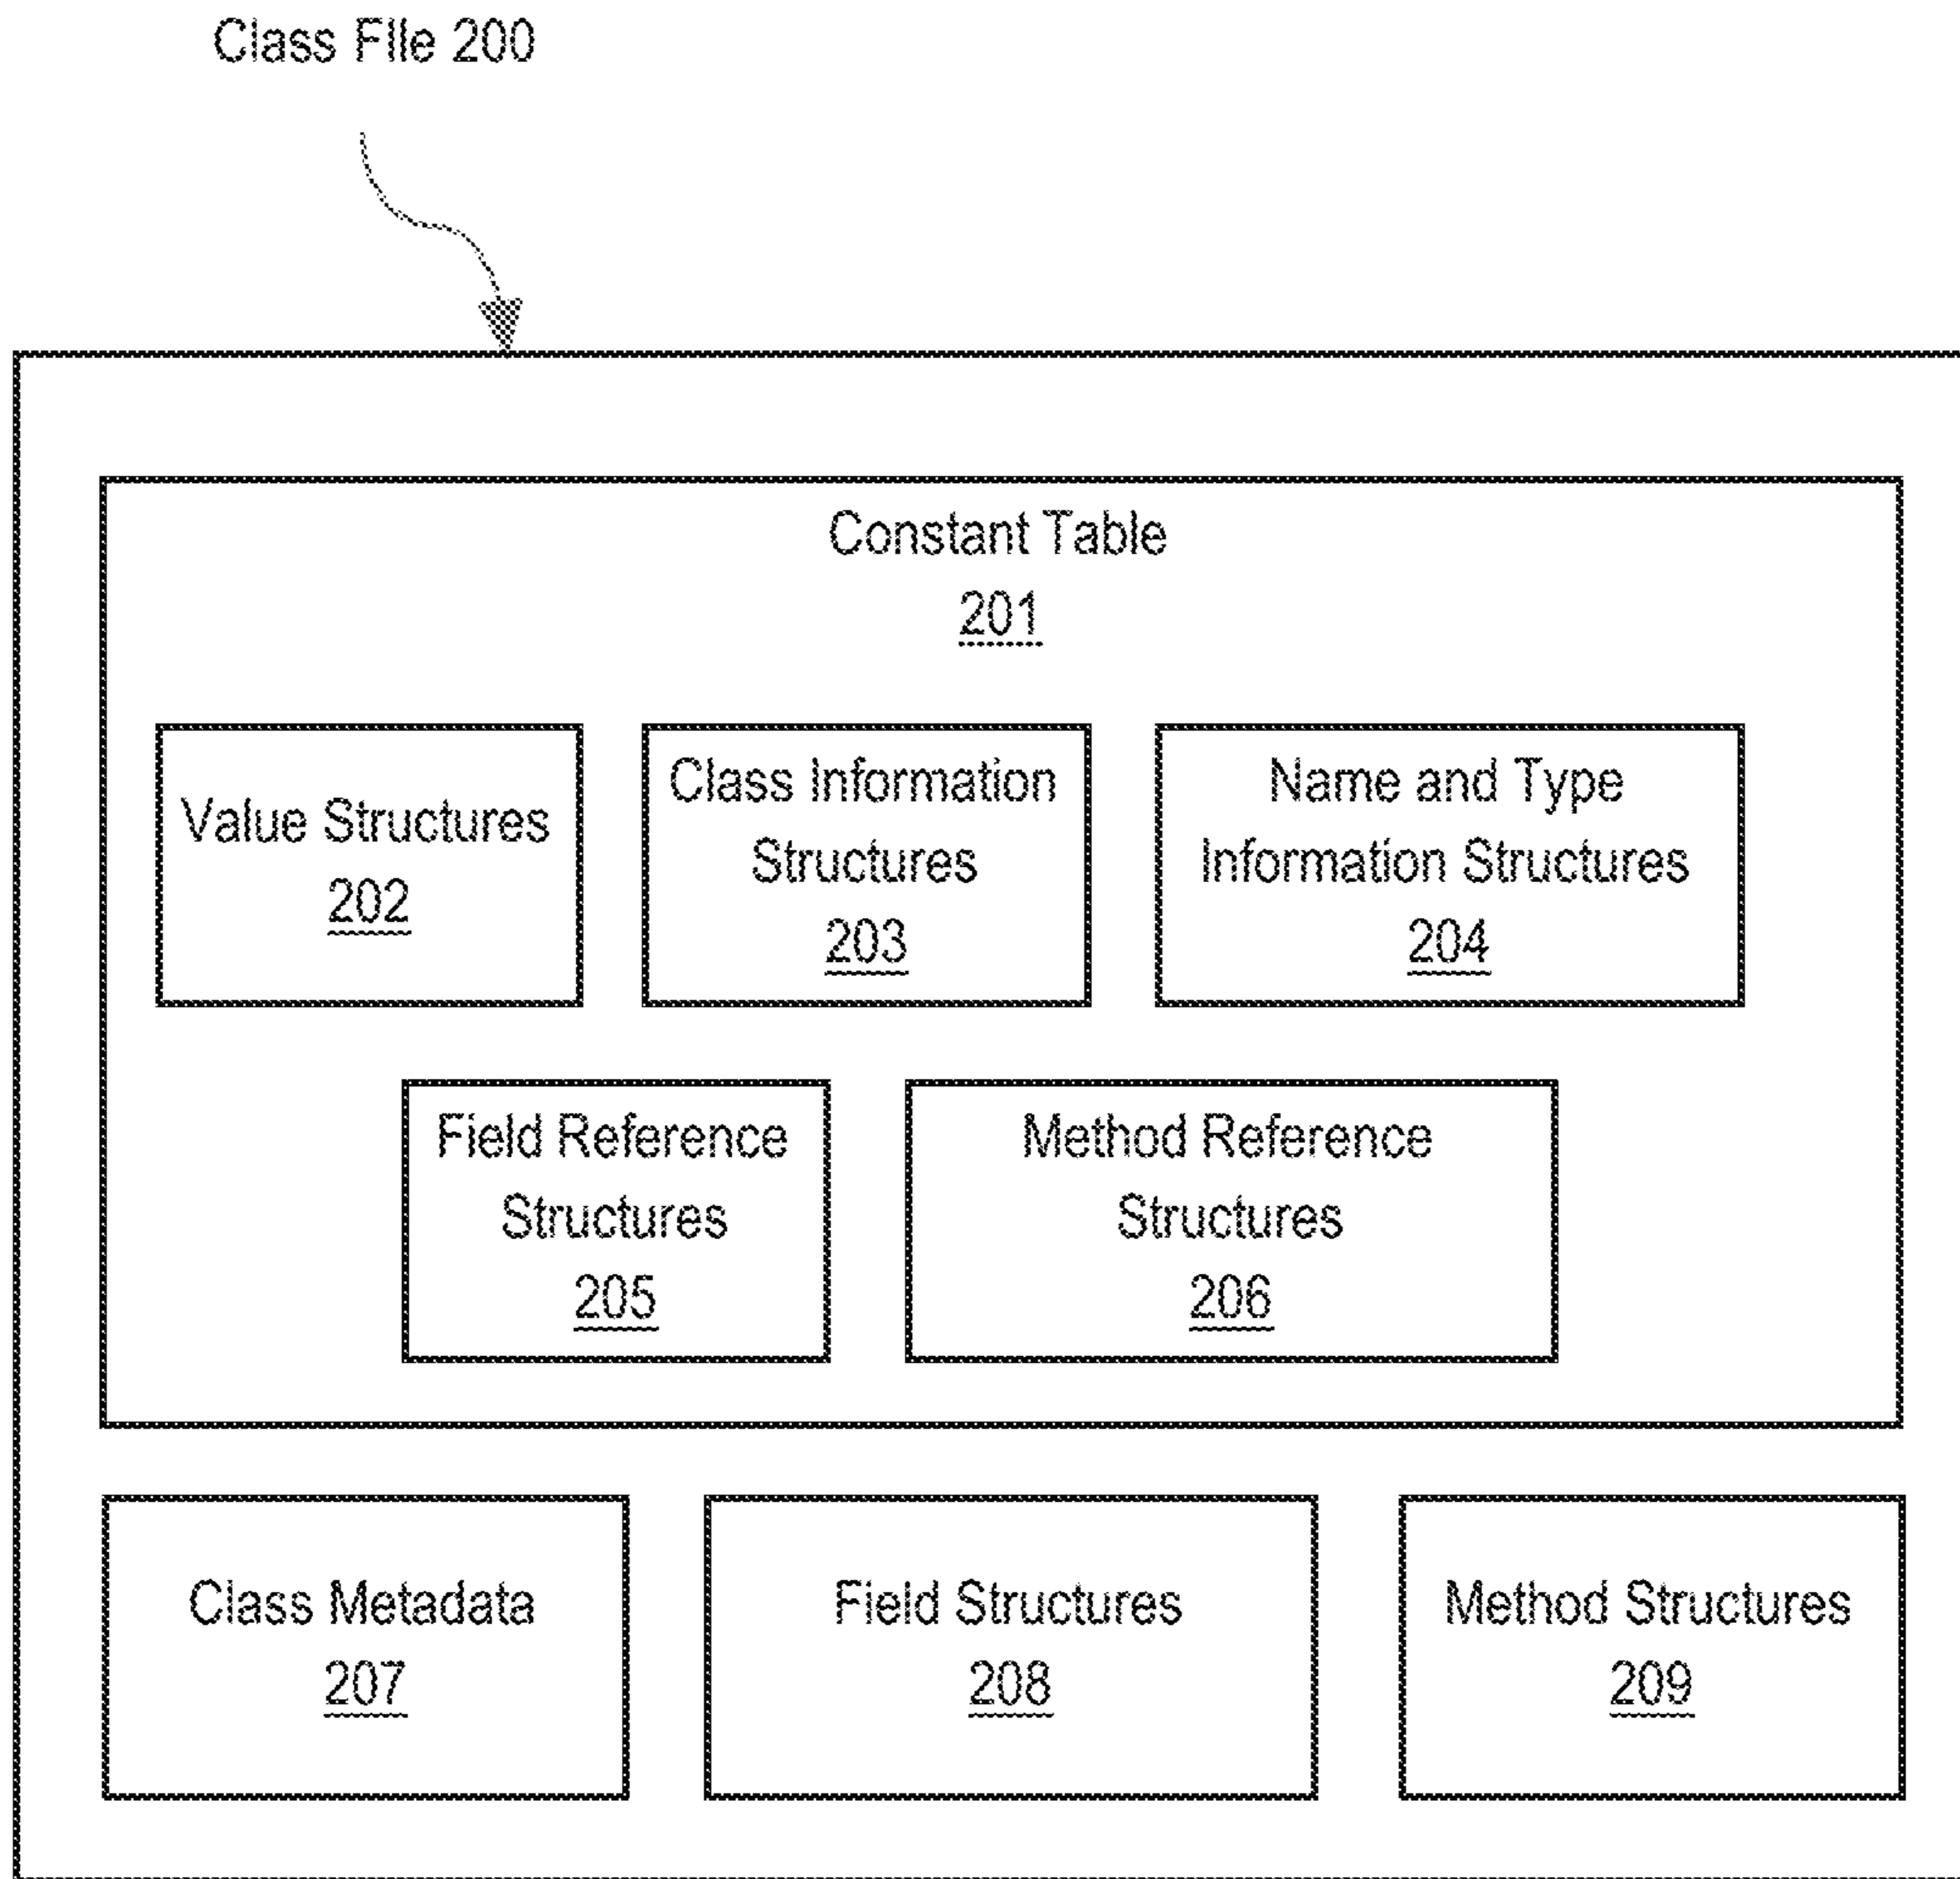 Class File 200
Constant Table
201
Value Structures
202
Class Information
Structures
203
Name and Type
Information Structures
204
Field Reference
Structures
205
Method Reference
Structures
206
Class Metadata
207
Field Structures
208
Method Structures
209